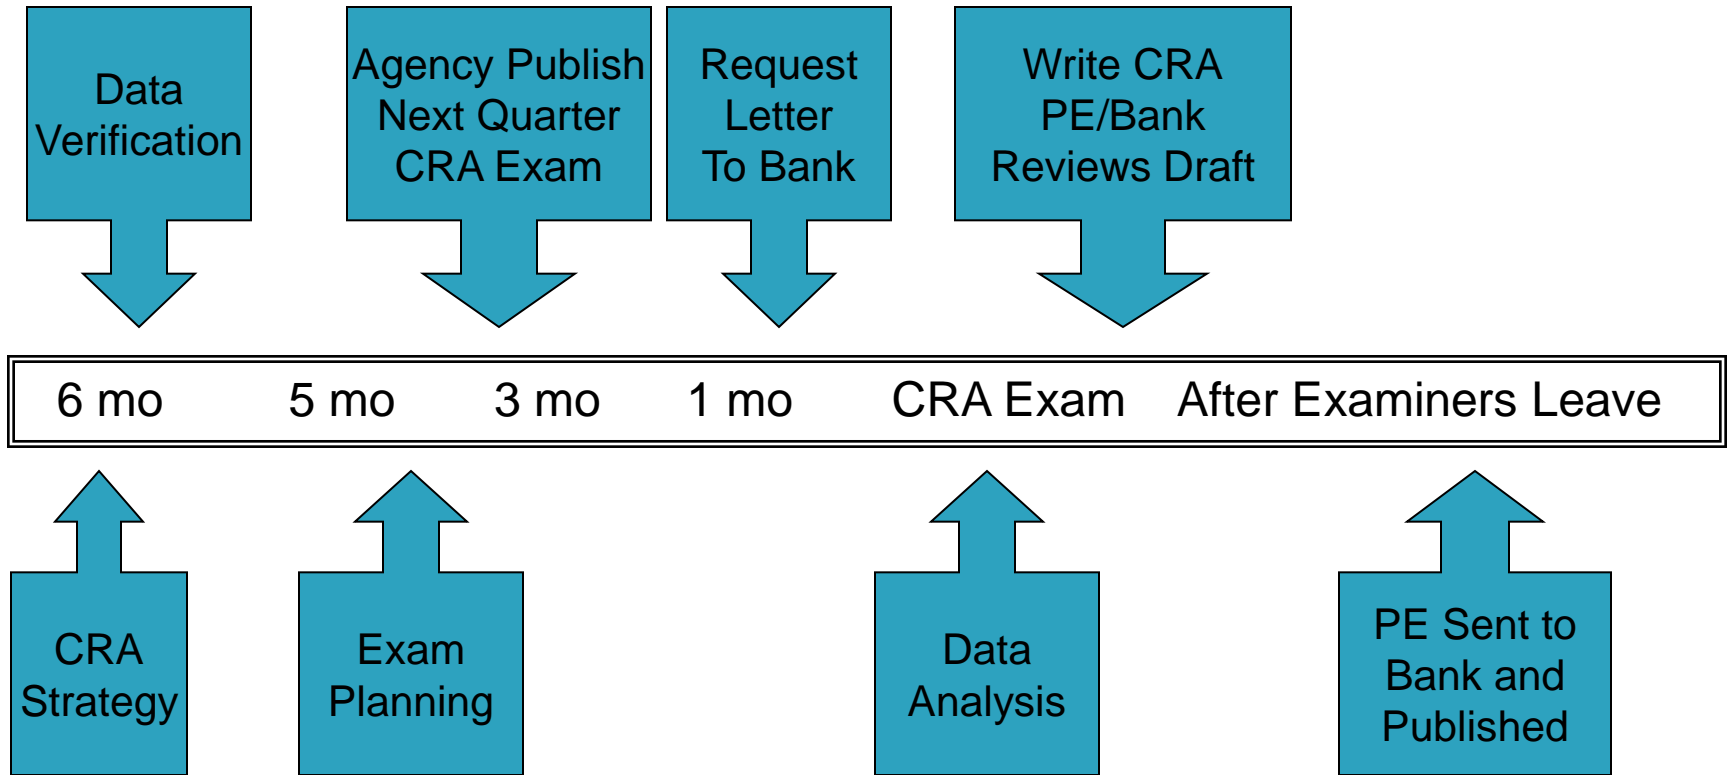 Data
Verification
Agency Publish
Next Quarter
CRA Exam
Request
Letter
To Bank
Write CRA
PE/Bank
Reviews Draft
6 mo
5 mo
3 mo
1 mo
CRA Exam
After Examiners Leave
CRA
Strategy
Exam
Planning
Data
Analysis
PE Sent to
Bank and
Published